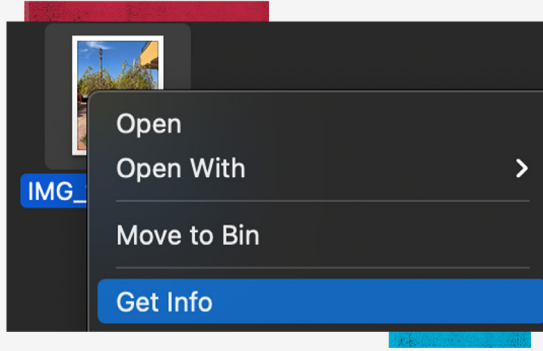 Open
Open With
IMG_
Move to Bin
Get Info